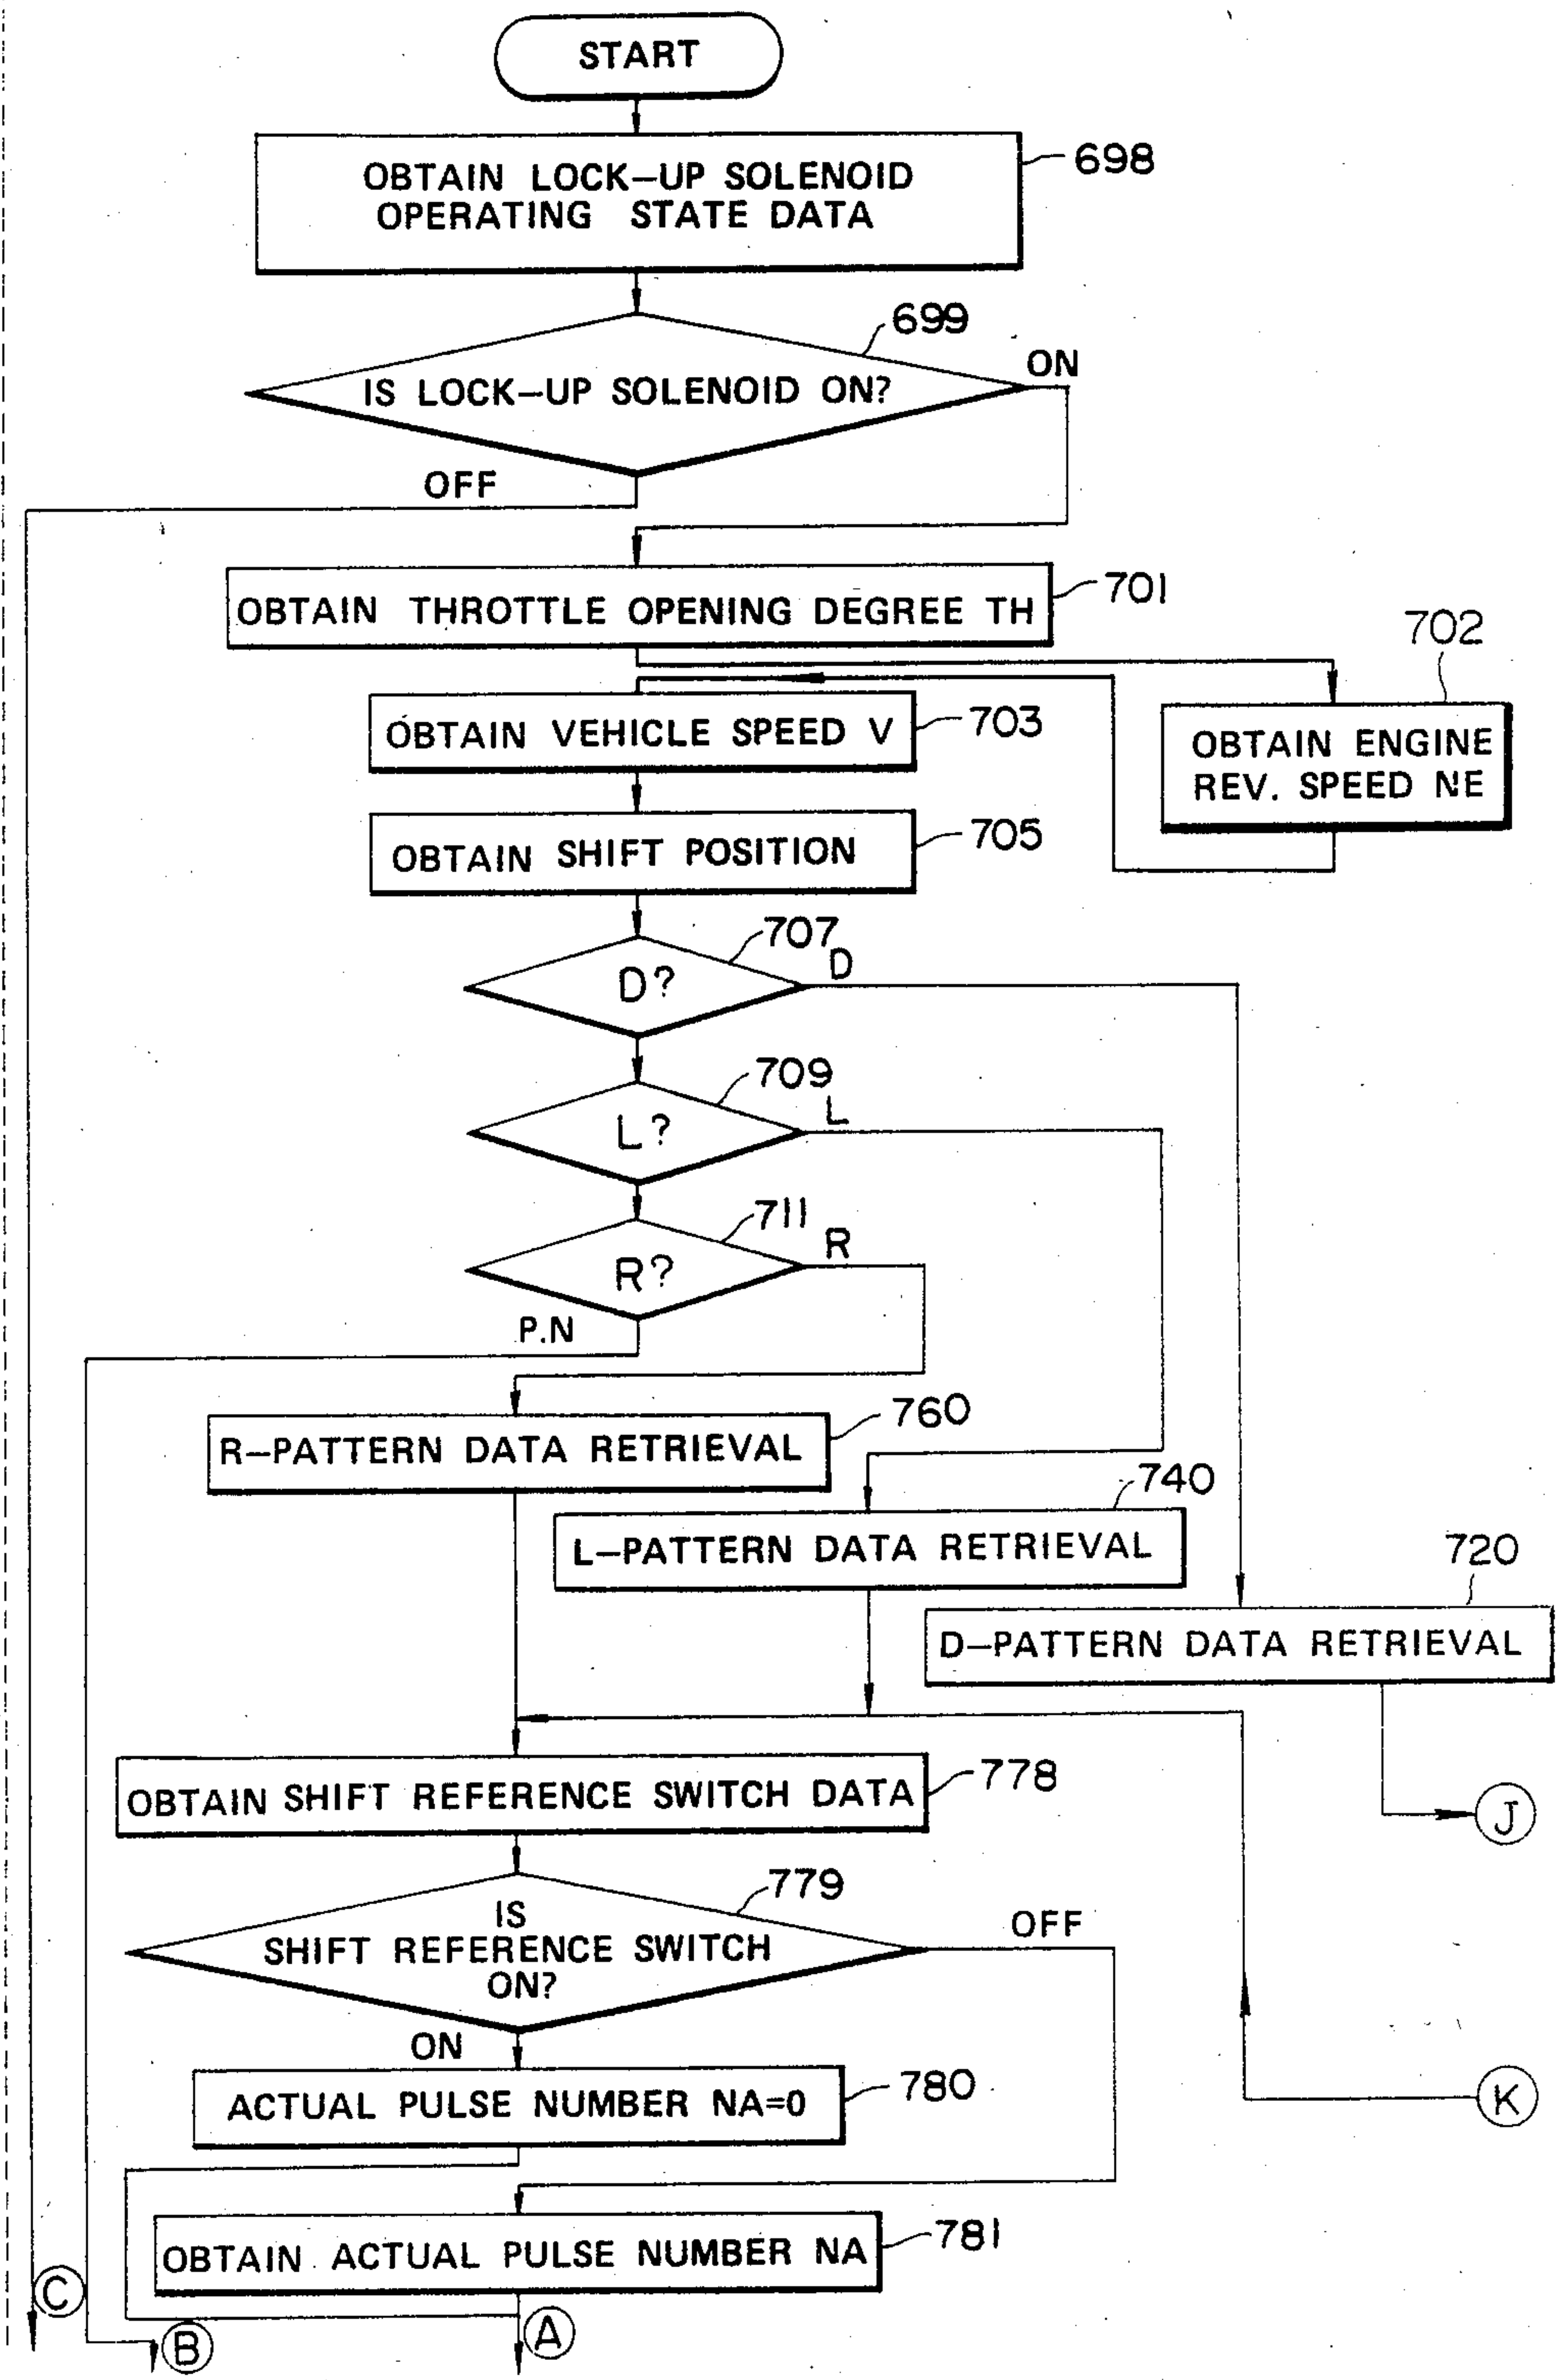 START
OBTAIN LOCK-UP SOLENOID
OPERATING STATE DATA
698
699
IS LOCK-UP SOLENOID ON?
ON
OFF
OBTAIN THROTTLE OPENING DEGREE TH
701
702
OBTAIN VEHICLE SPEED V
703
OBTAIN ENGINE
REV. SPEED NE
OBTAIN SHIFT POSITION
705
707
D?
D
709
L?
L
711
R?
R
P.N
R-PATTERN DATA RETRIEVAL
760
740
L-PATTERN DATA RETRIEVAL
720
D-PATTERN DATA RETRIEVAL
OBTAIN SHIFT REFERENCE SWITCH DATA
778
J
779
IS
SHIFT REFERENCE SWITCH
ON?
OFF
ON
ACTUAL PULSE NUMBER NA=0
780
K
OBTAIN ACTUAL PULSE NUMBER NA
781
C
B
A